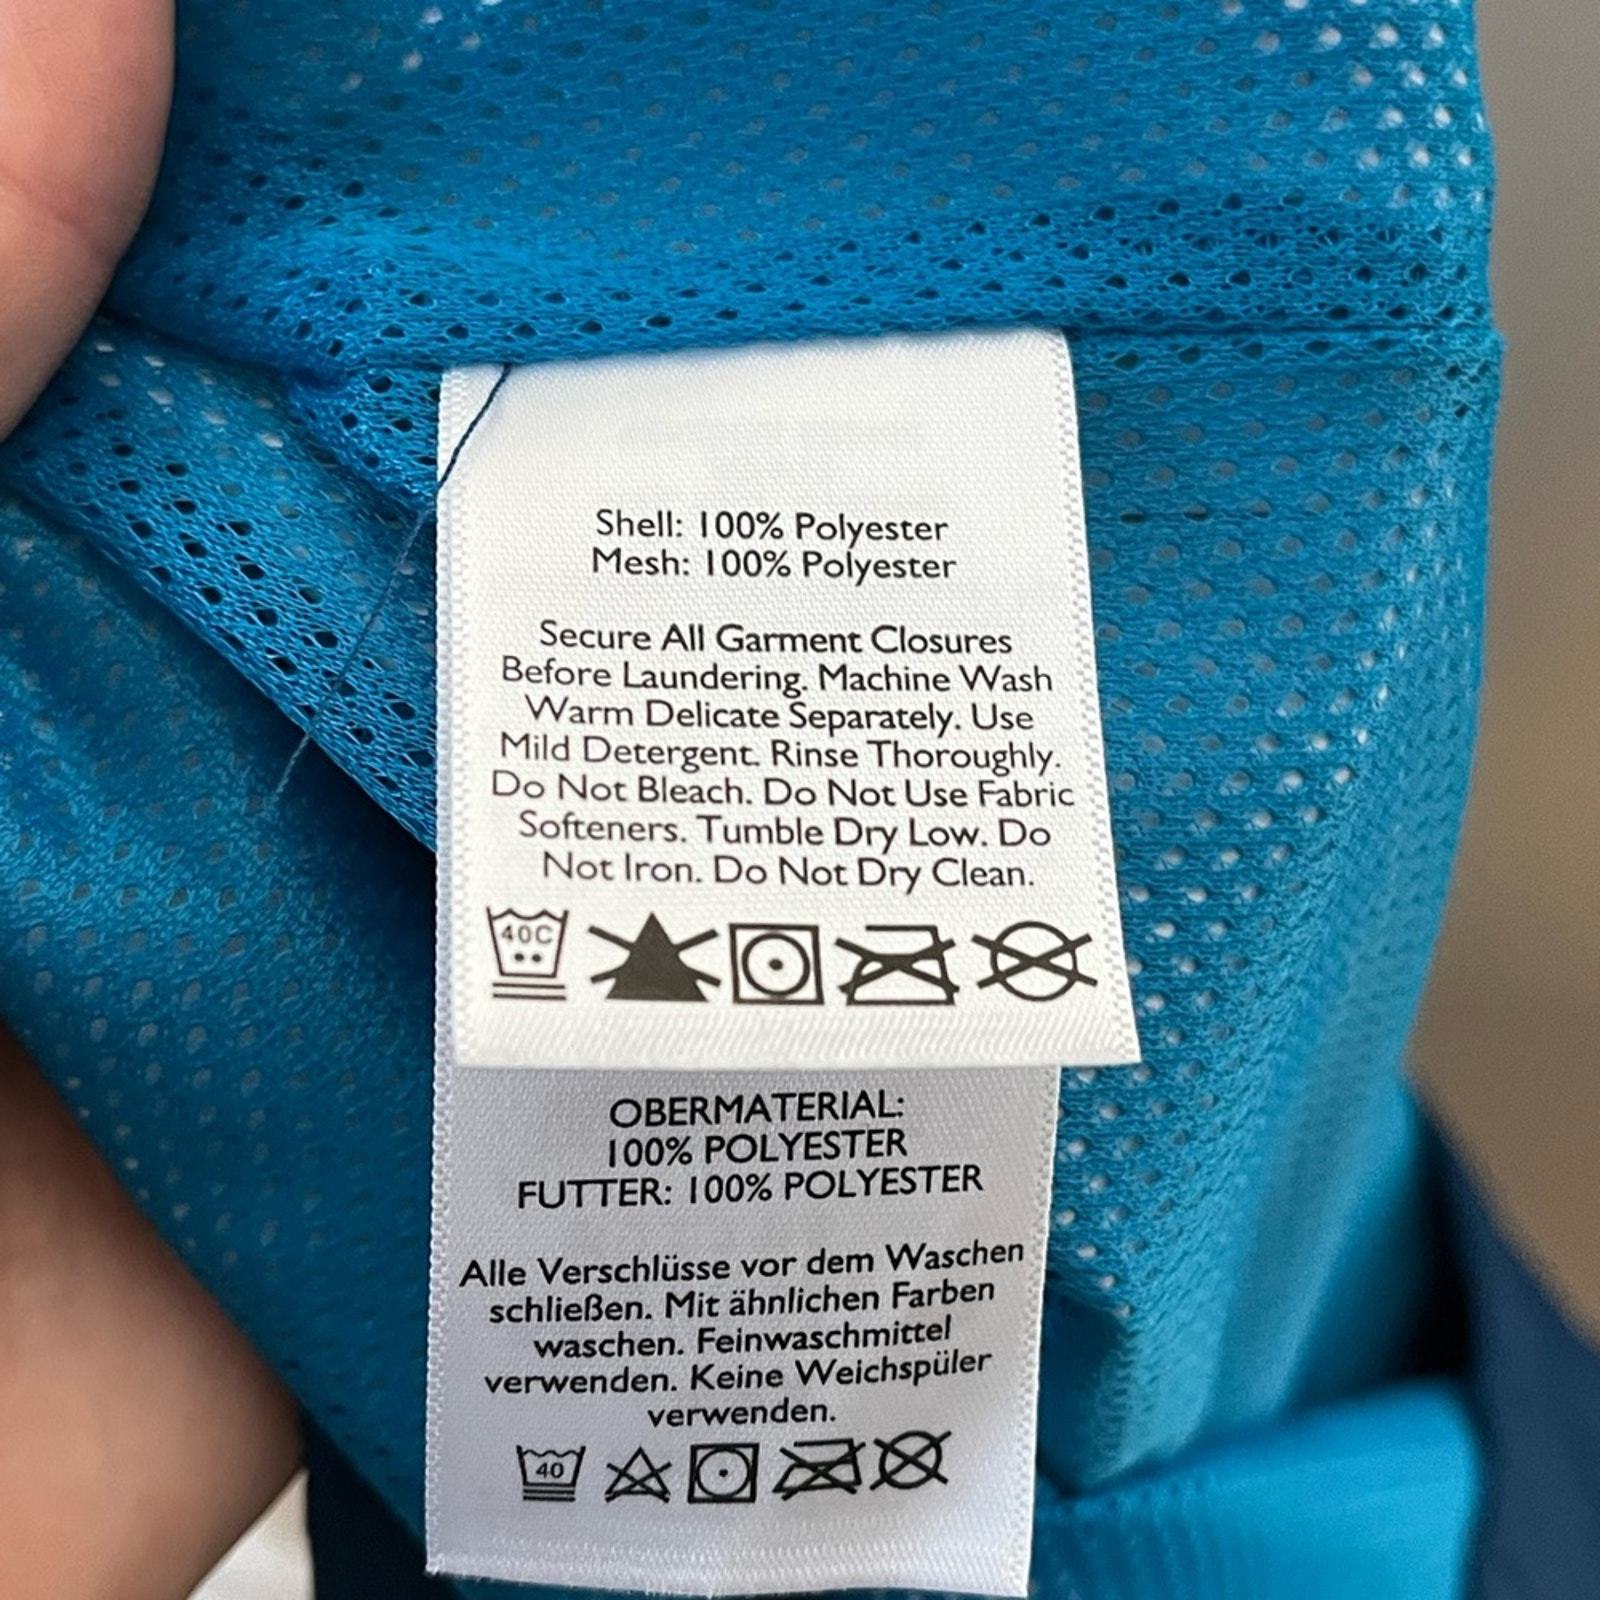 Shell: 100% Polyester
Mesh: 100% Polyester
Secure All Garment Closures
Before Laundering. Machine Wash
Warm Delicate Separately. Use
Mild Detergent. Rinse Thoroughly.
Do Not Bleach. Do Not Use Fabric
Softeners. Tumble Dry Low. Do
Not Iron. Do Not Dry Clean.
40C
OBERMATERIAL:
100% POLYESTER
FUTTER: 100% POLYESTER
Alle Verschlüsse vor dem Waschen
schließen. Mit ähnlichen Farben
waschen. Feinwaschmittel
verwenden. Keine Weichspüler
verwenden.
40